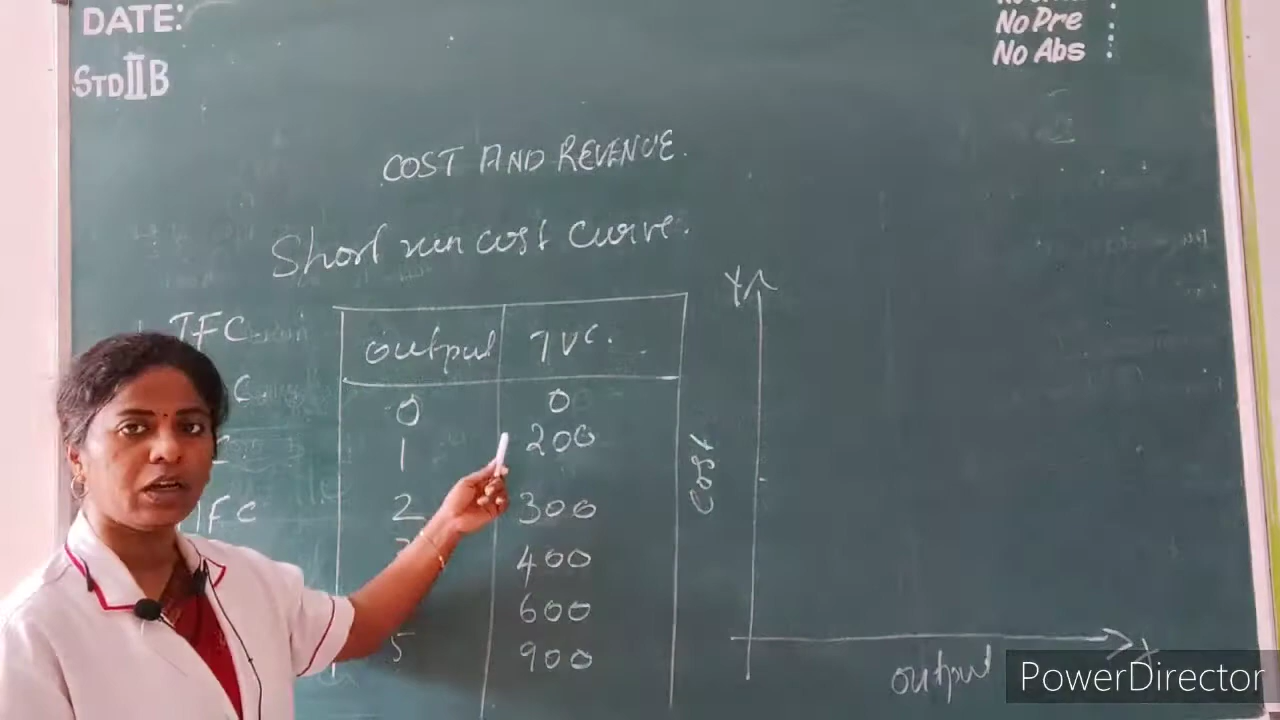 DATE:
STD II B
No Pre :
No Abs :
COST AND REVENUE.
Short run cost curve.
TFC
C
TFC
output TVC.
0 0
1 200
2 300
400
600
5 900
Y
cost
output
X
PowerDirector